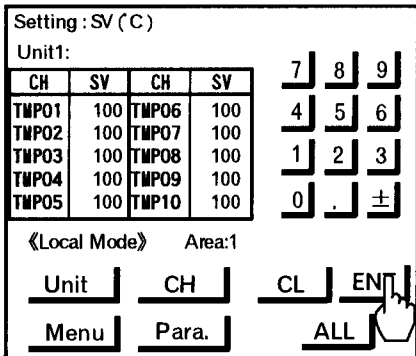 Setting : SV (°C)
Unit1:
CH SV CH SV
TMP01 100 TMP06 100
TMP02 100 TMP07 100
TMP03 100 TMP08 100
TMP04 100 TMP09 100
TMP05 100 TMP10 100
7 8 9
4 5 6
1 2 3
0 . ±
《Local Mode》 Area:1
Unit CH CL ENT
Menu Para. ALL